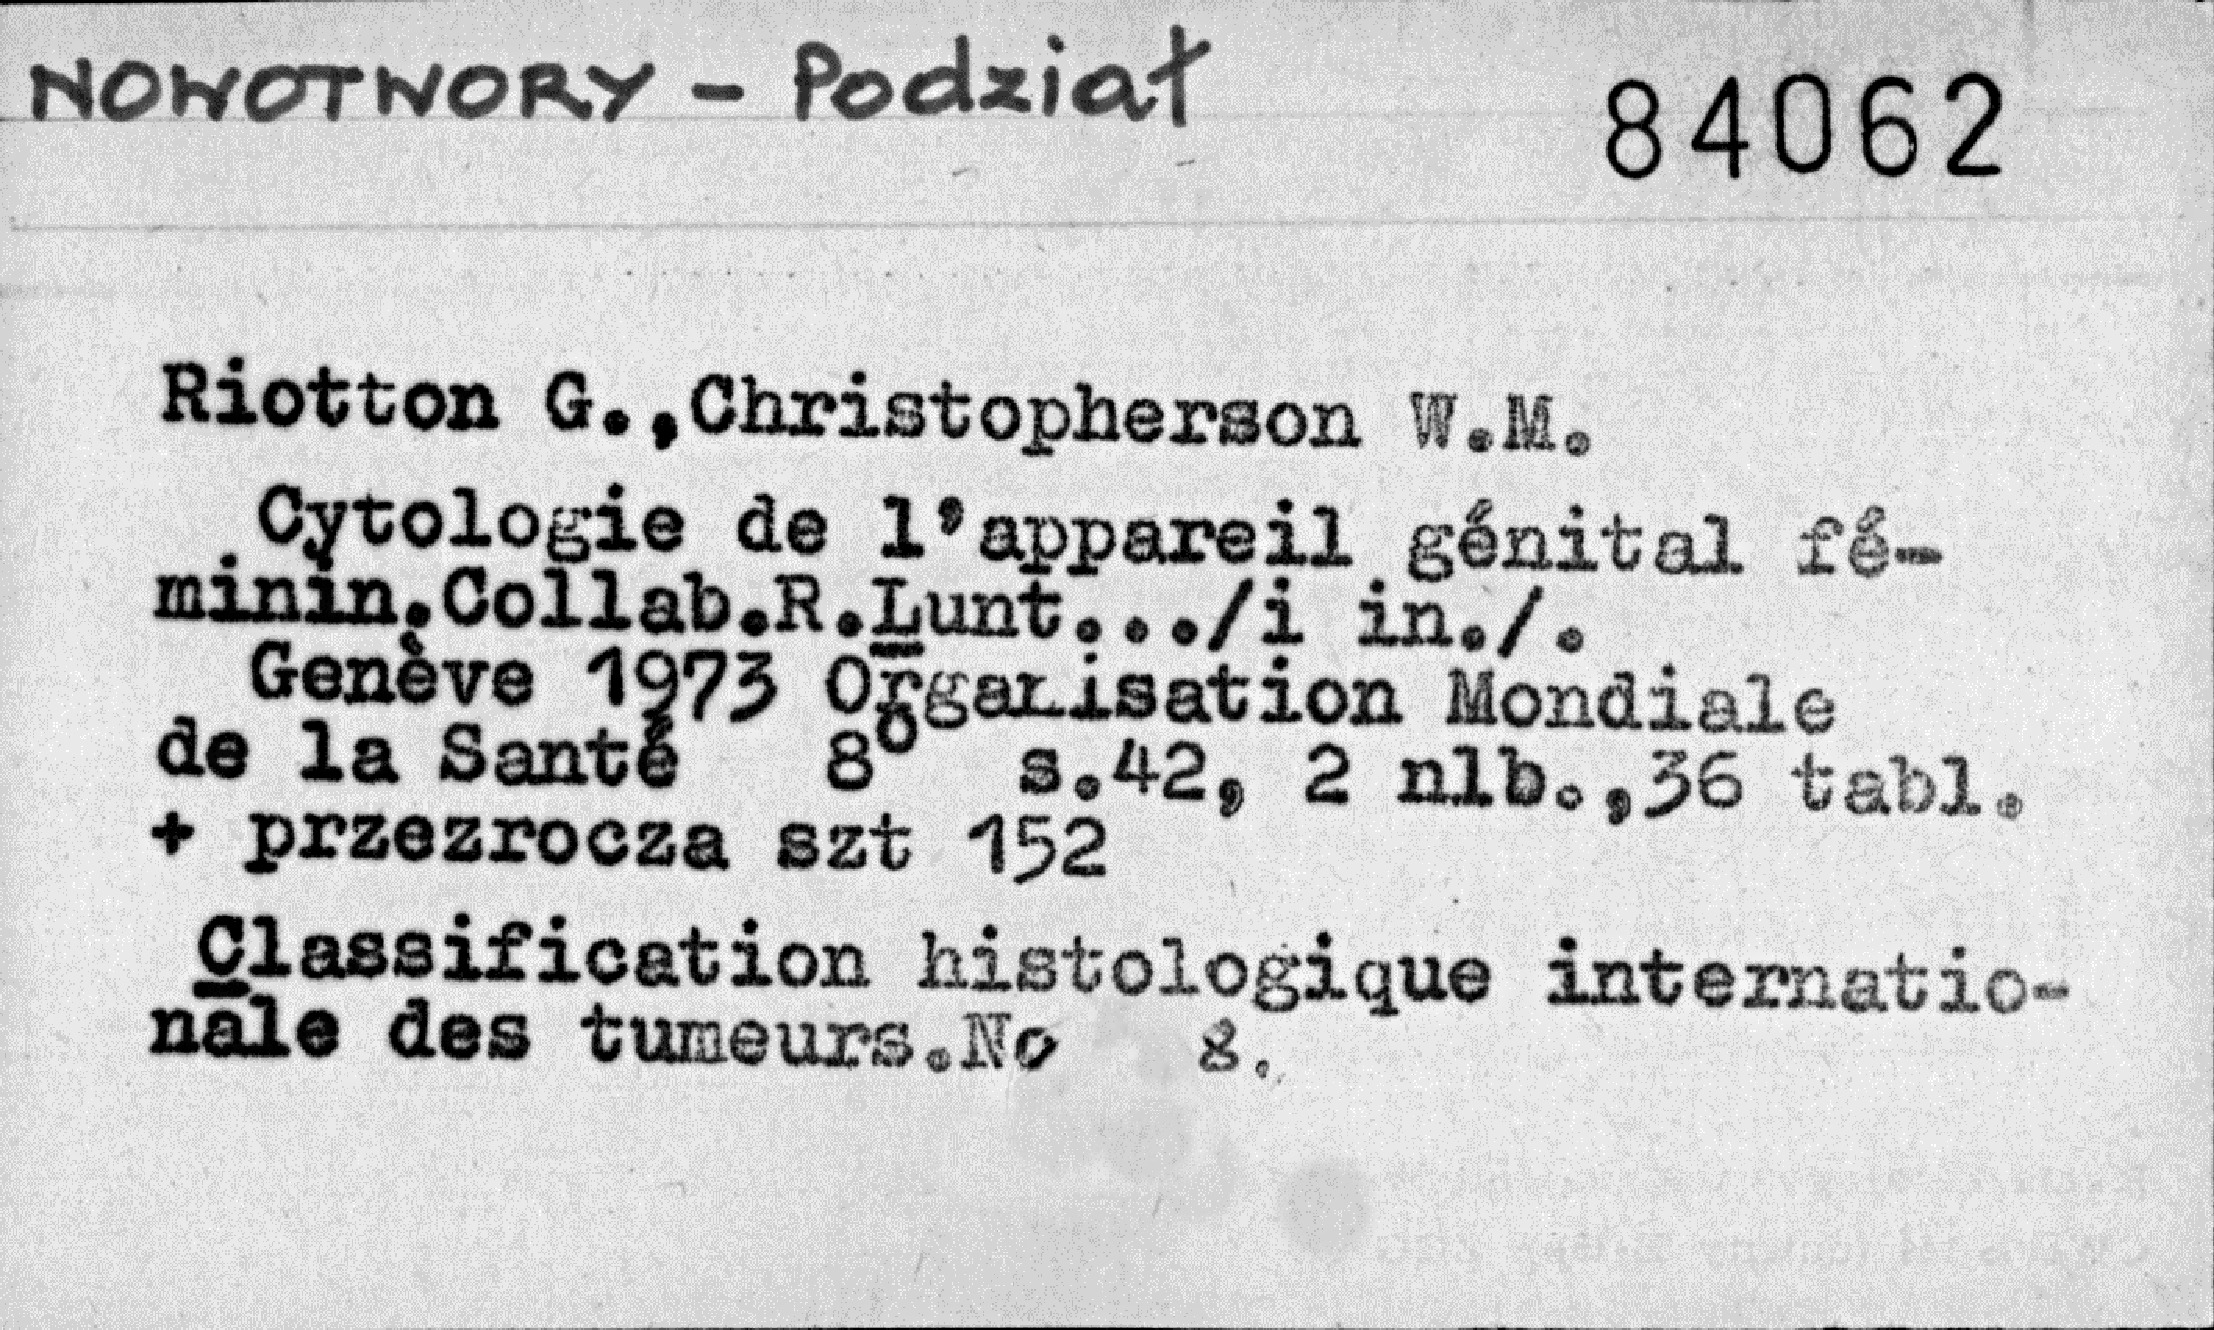 NOWOTWORY - Podział
84062
Riotton G.,Christopherson W.M.
Cytologie de l'appareil génital fé-
minin.Collab.R.Lunt.../i in./.
Genève 1973 Organisation Mondiale
de la Santé 8º s.42, 2 nlb.,36 tabl.
+ przezrocza szt 152
Classification histologique internatio-
nale des tumeurs.No 8.